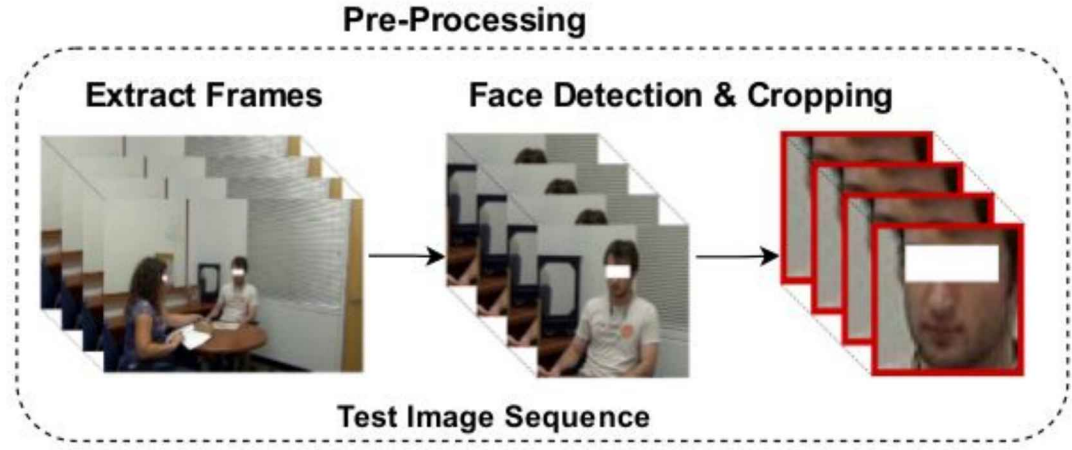 Pre-Processing
Extract Frames
Face Detection & Cropping
Test Image Sequence